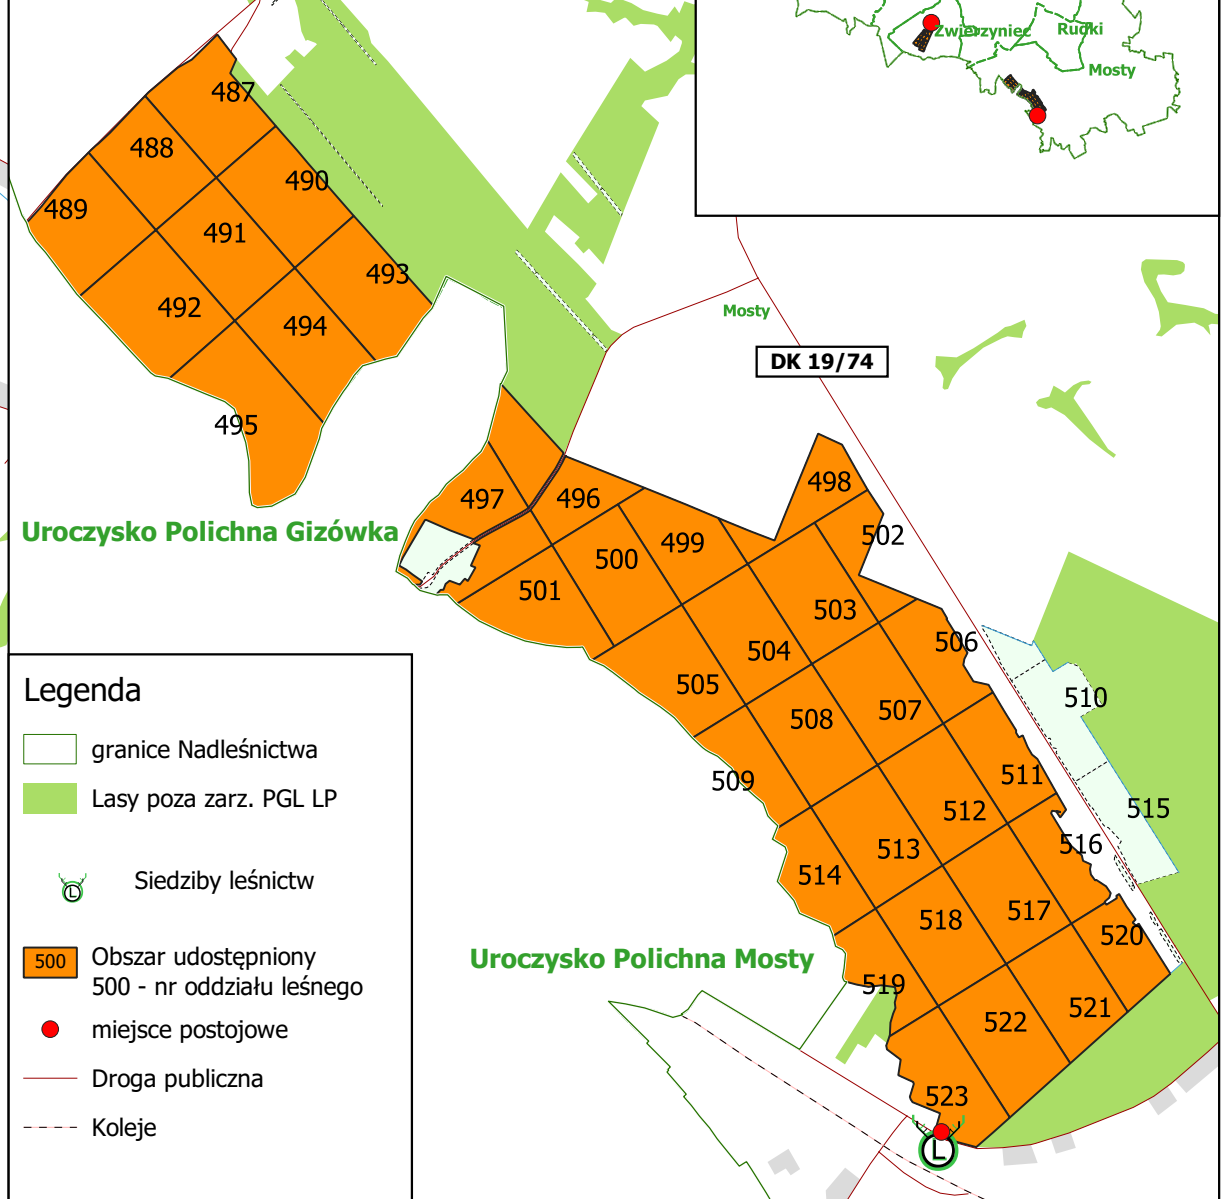 Zwierzyniec
Rudki
Mosty
487
488
490
489
491
493
492
494
495
Mosty
DK 19/74
498
497
496
502
499
500
501
503
504
506
505
510
507
508
511
509
515
512
516
513
514
517
518
520
519
521
522
523
Uroczysko Polichna Gizówka
Uroczysko Polichna Mosty
L
Legenda
granice Nadleśnictwa
Lasy poza zarz. PGL LP
L
Siedziby leśnictw
500
Obszar udostępniony
500 - nr oddziału leśnego
miejsce postojowe
Droga publiczna
Koleje